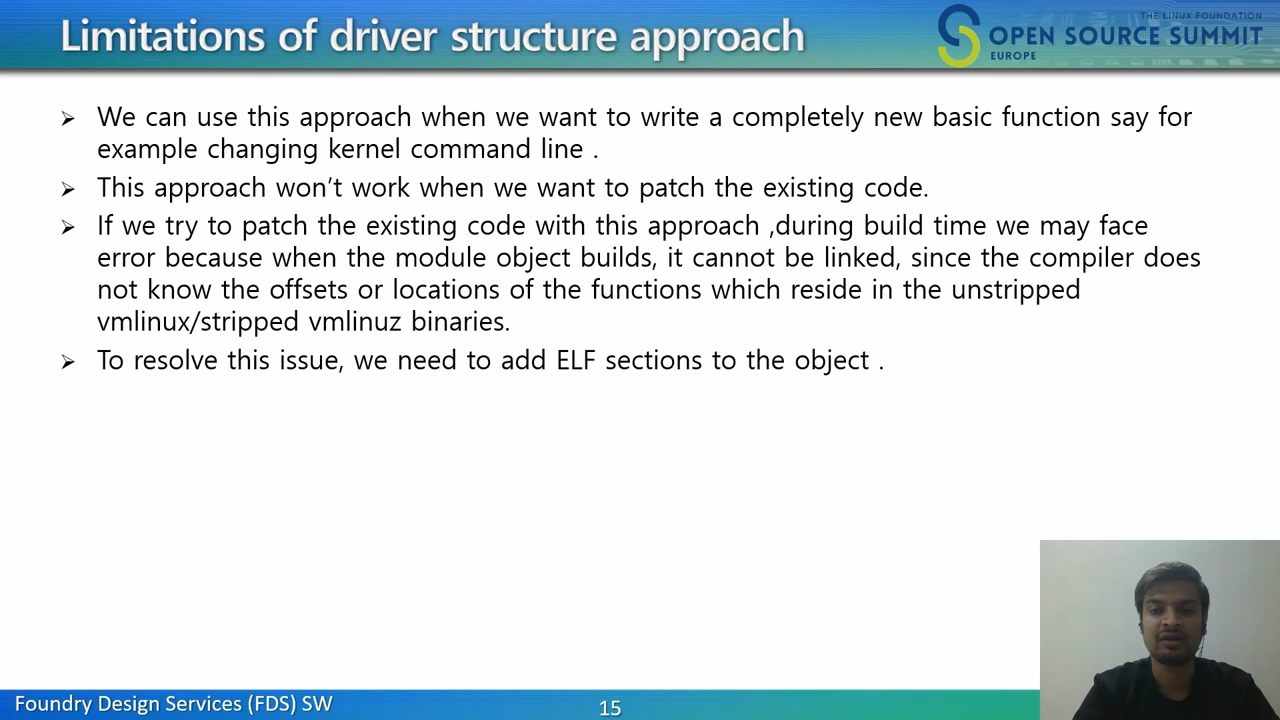 Limitations of driver structure approach
THE LINUX FOUNDATION
OPEN SOURCE SUMMIT
EUROPE
➢ We can use this approach when we want to write a completely new basic function say for
example changing kernel command line .
➢ This approach won’t work when we want to patch the existing code.
➢ If we try to patch the existing code with this approach ,during build time we may face
error because when the module object builds, it cannot be linked, since the compiler does
not know the offsets or locations of the functions which reside in the unstripped
vmlinux/stripped vmlinuz binaries.
➢ To resolve this issue, we need to add ELF sections to the object .
Foundry Design Services (FDS) SW
15